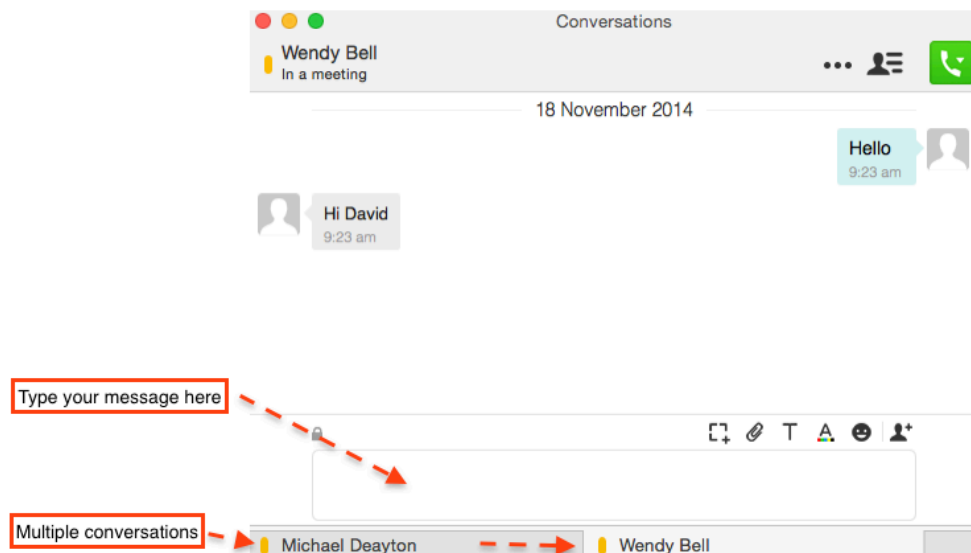 Conversations
Wendy Bell
In a meeting
18 November 2014
Hello
9:23 am
Hi David
9:23 am
Type your message here
T A
Multiple conversations
Michael Deayton
Wendy Bell